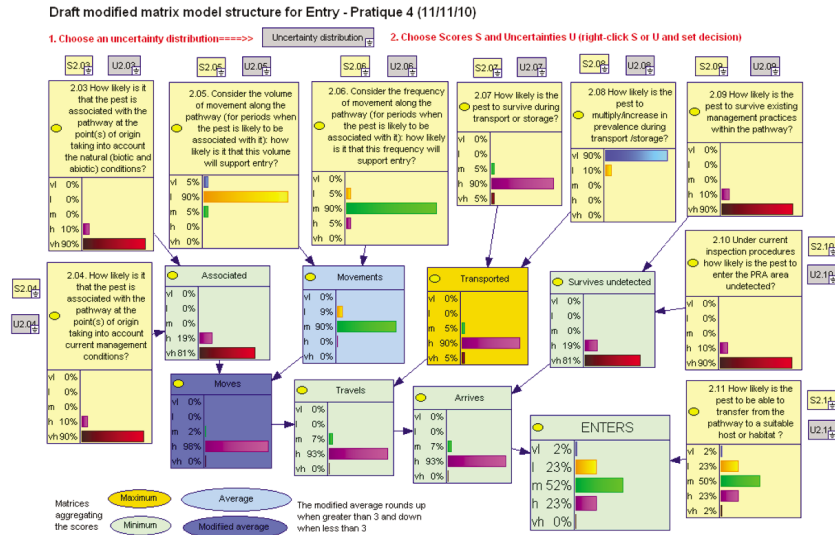 Draft modified matrix model structure for Entry - Pratique 4 (11/11/10)
1. Choose an uncertainty distribution====>>
Uncertainty distribution
2. Choose Scores S and Uncertainties U (right-click S or U and set decision)
S2.03
U2.03
S2.05
U2.05
S2.06
U2.06
S2.07
U2.07
S2.08
U2.08
S2.09
U2.09
2.03 How likely is it
that the pest is
associated with the
pathway at the
point(s) of origin
taking into account
the natural (biotic and
abiotic) conditions?
vl 0%
l 0%
m 0%
h 10%
vh 90%
2.05. Consider the volume
of movement along the
pathway (for periods when
the pest is likely to be
associated with it): how
likely is it that this volume
will support entry?
vl 5%
l 90%
m 5%
h 0%
vh 0%
2.06. Consider the frequency
of movement along the
pathway (for periods when
the pest is likely to be
associated with it): how likely
is it that this frequency will
support entry?
vl 0%
l 5%
m 90%
h 5%
vh 0%
2.07 How likely is the
pest to survive during
transport or storage?
vl 0%
l 0%
m 5%
h 90%
vh 5%
2.08 How likely is the
pest to
multiply/increase in
prevalence during
transport /storage?
vl 90%
l 10%
m 0%
h 0%
vh 0%
2.09 How likely is the
pest to survive existing
management practices
within the pathway?
vl 0%
l 0%
m 0%
h 10%
vh 90%
S2.04
U2.04
2.04. How likely is it
that the pest is
associated with the
pathway at the
point(s) of origin
taking into account
current management
conditions?
vl 0%
l 0%
m 0%
h 10%
vh 90%
Associated
vl 0%
l 0%
m 0%
h 19%
vh 81%
Movements
vl 0%
l 9%
m 90%
h 0%
vh 0%
Transported
vl 0%
l 0%
m 5%
h 90%
vh 5%
Survives undetected
vl 0%
l 0%
m 0%
h 19%
vh 81%
2.10 Under current
inspection procedures
how likely is the pest to
enter the PRA area
undetected?
vl 0%
l 0%
m 0%
h 10%
vh 90%
S2.10
U2.10
Moves
vl 0%
l 0%
m 2%
h 98%
vh 0%
Travels
vl 0%
l 0%
m 7%
h 93%
vh 0%
Arrives
vl 0%
l 0%
m 7%
h 93%
vh 0%
ENTERS
vl 2%
l 23%
m 52%
h 23%
vh 0%
2.11 How likely is the
pest to be able to
transfer from the
pathway to a suitable
host or habitat ?
vl 2%
l 23%
m 50%
h 23%
vh 2%
S2.11
U2.11
Matrices
aggregating
the scores
Maximum
Average
Minimum
Modified average
The modified average rounds up
when greater than 3 and down
when less than 3